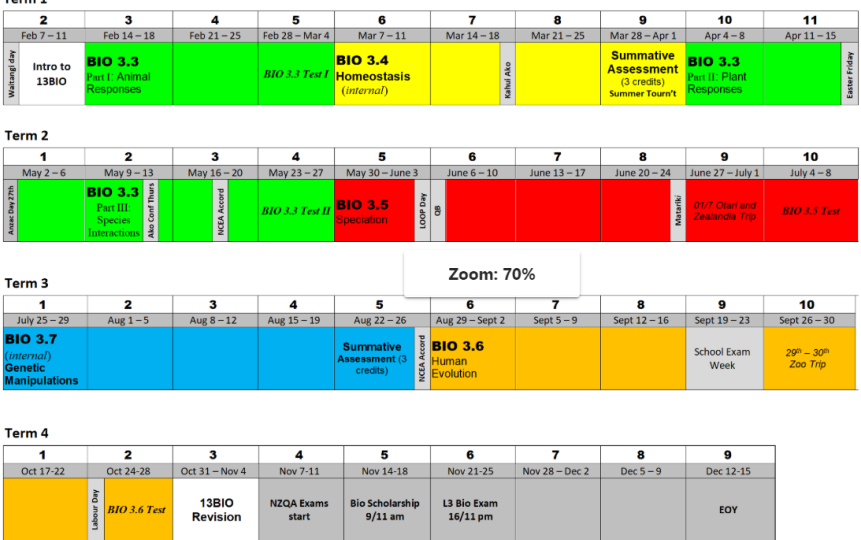 Term 1
2 3 4 5 6 7 8 9 10 11
Feb 7 – 11 Feb 14 – 18 Feb 21 – 25 Feb 28 – Mar 4 Mar 7 – 11 Mar 14 – 18 Mar 21 – 25 Mar 28 – Apr 1 Apr 4 – 8 Apr 11 – 15
Waitangi day
Intro to
13BIO
BIO 3.3
Part I: Animal
Responses
BIO 3.3 Test I
BIO 3.4
Homeostasis
(internal)
Kahui Ako
Summative
Assessment
(3 credits)
Summer Tourn't
BIO 3.3
Part II: Plant
Responses
Easter Friday
Term 2
1 2 3 4 5 6 7 8 9 10
May 2 – 6 May 9 – 13 May 16 – 20 May 23 – 27 May 30 – June 3 June 6 – 10 June 13 – 17 June 20 – 24 June 27 – July 1 July 4 – 8
Anzac Day 27th
BIO 3.3
Part III:
Species
Interactions
Ako Conf Thurs
NCEA Accord
BIO 3.3 Test II
BIO 3.5
Speciation
LOOP Day
QB
Matariki
01/7 Otari and
Zealandia Trip
BIO 3.5 Test
Zoom: 70%
Term 3
1 2 3 4 5 6 7 8 9 10
July 25 – 29 Aug 1 – 5 Aug 8 – 12 Aug 15 – 19 Aug 22 – 26 Aug 29 – Sept 2 Sept 5 – 9 Sept 12 – 16 Sept 19 – 23 Sept 26 – 30
BIO 3.7
(internal)
Genetic
Manipulations
Summative
Assessment (3
credits)
NCEA Accord
BIO 3.6
Human
Evolution
School Exam
Week
29th – 30th
Zoo Trip
Term 4
1 2 3 4 5 6 7 8 9
Oct 17-22 Oct 24-28 Oct 31 – Nov 4 Nov 7-11 Nov 14-18 Nov 21-25 Nov 28 – Dec 2 Dec 5 – 9 Dec 12-15
Labour Day
BIO 3.6 Test
13BIO
Revision
NZQA Exams
start
Bio Scholarship
9/11 am
L3 Bio Exam
16/11 pm
EOY